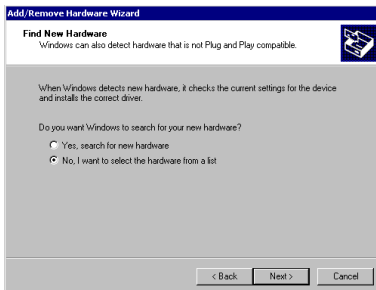 Add/Remove Hardware Wizard
Find New Hardware
Windows can also detect hardware that is not Plug and Play compatible.
When Windows detects new hardware, it checks the current settings for the device
and installs the correct driver.
Do you want Windows to search for your new hardware?
Yes, search for new hardware
No, I want to select the hardware from a list
< Back
Next >
Cancel